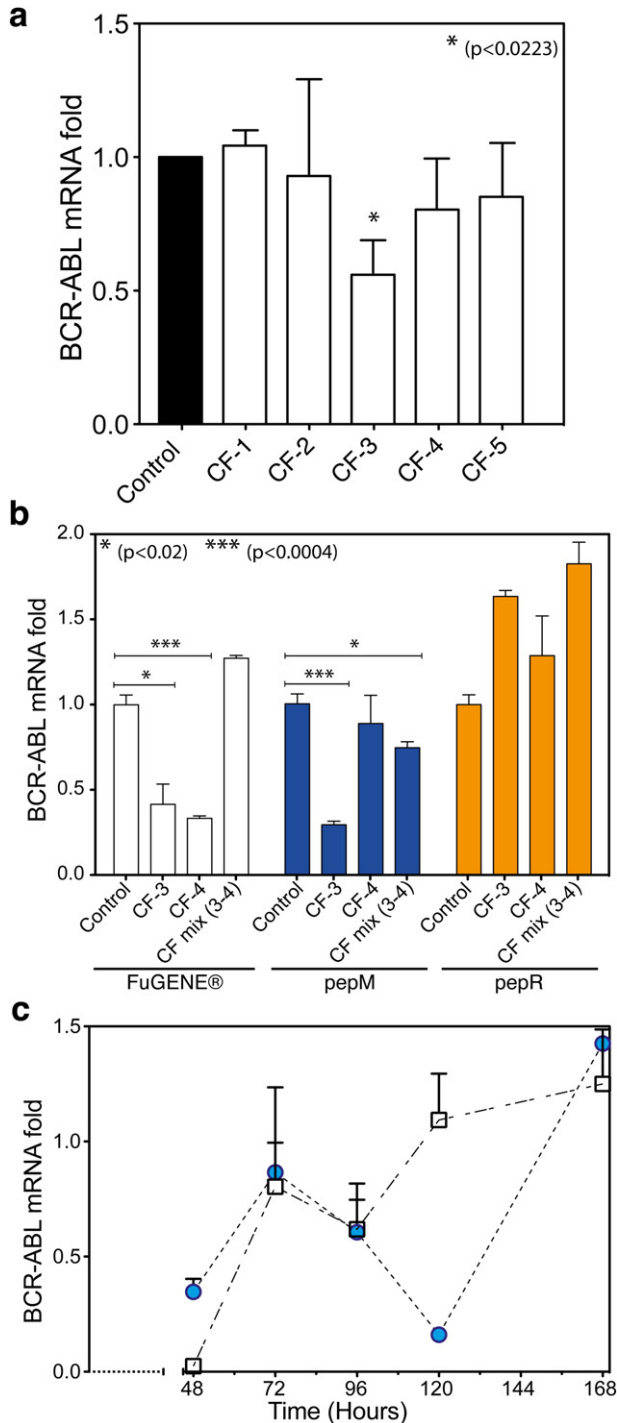 a
* (p<0.0223)
BCR-ABL mRNA fold
1.5
1.0
0.5
0.0
*
Control
CF-1
CF-2
CF-3
CF-4
CF-5
b
* (p<0.02) *** (p<0.0004)
BCR-ABL mRNA fold
2.0
1.5
1.0
0.5
0.0
***
*
*
***
Control
CF-3
CF-4
CF mix (3-4)
Control
CF-3
CF-4
CF mix (3-4)
Control
CF-3
CF-4
CF mix (3-4)
FuGENE® pepM pepR
c
BCR-ABL mRNA fold
1.5
1.0
0.5
0.0
48 72 96 120 144 168
Time (Hours)